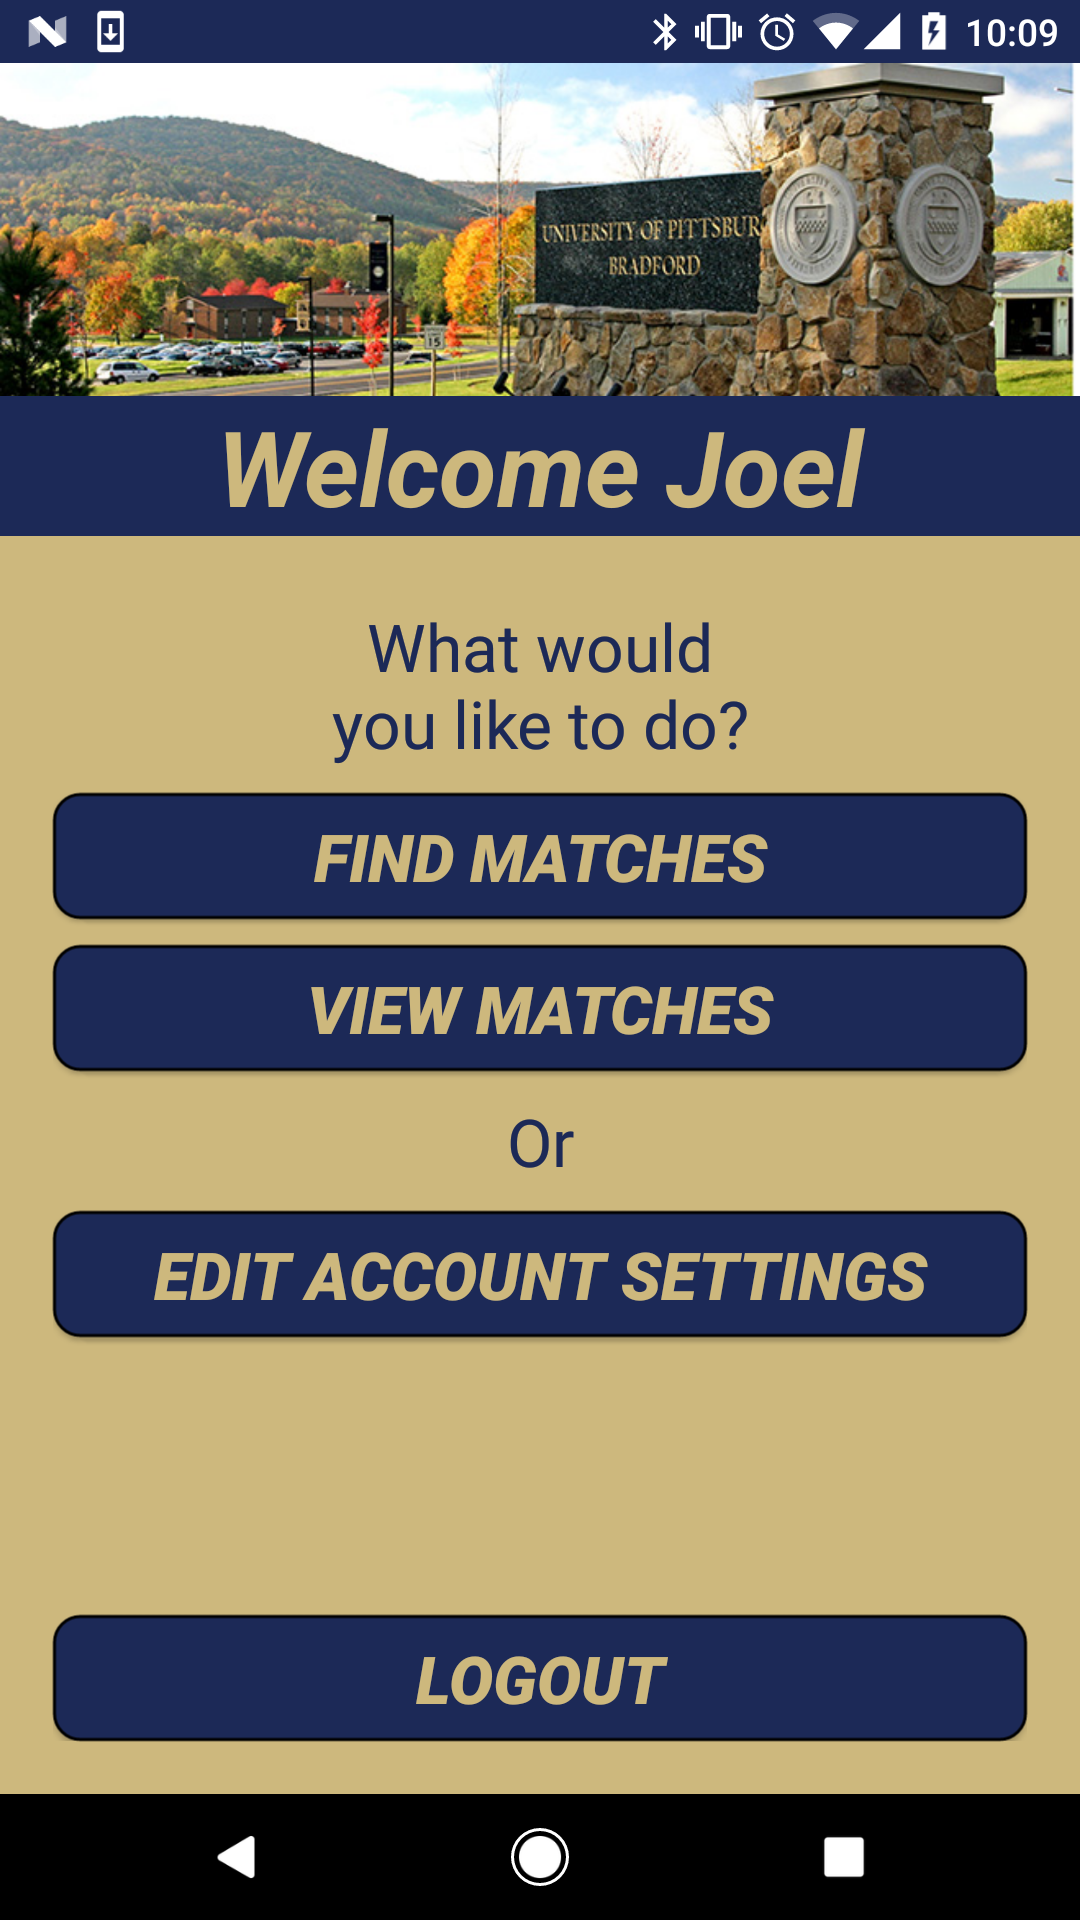 10:09
UNIVERSITY OF PITTSBUR
BRADFORD
15
Welcome Joel
What would
you like to do?
FIND MATCHES
VIEW MATCHES
Or
EDIT ACCOUNT SETTINGS
LOGOUT